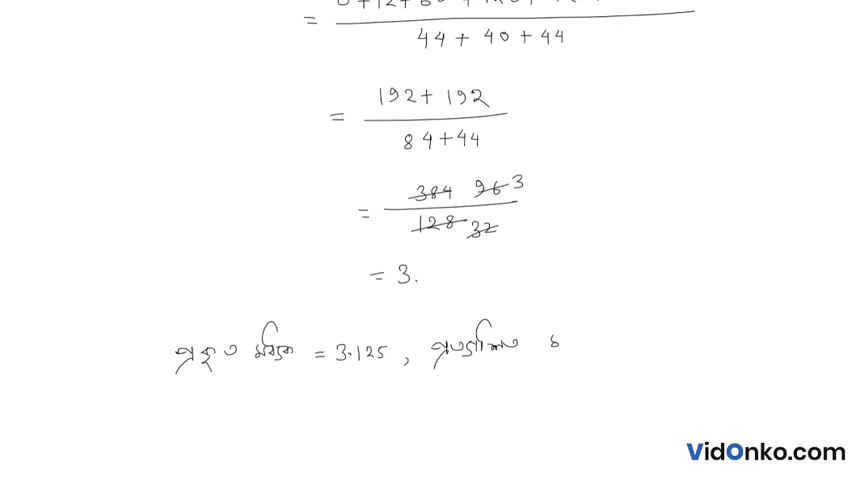 =
44 + 40 + 44
= 192 + 192
84 + 44
= 384 96 3
128 32
= 3.
প্রকৃত মধ্যক = 3.125 ,
VidOnko.com